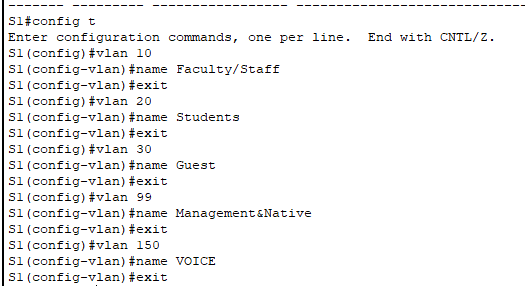 S1#config t
Enter configuration commands, one per line.  End with CNTL/Z.
S1(config)#vlan 10
S1(config-vlan)#name Faculty/Staff
S1(config-vlan)#exit
S1(config)#vlan 20
S1(config-vlan)#name Students
S1(config-vlan)#exit
S1(config)#vlan 30
S1(config-vlan)#name Guest
S1(config-vlan)#exit
S1(config)#vlan 99
S1(config-vlan)#name Management&Native
S1(config-vlan)#exit
S1(config)#vlan 150
S1(config-vlan)#name VOICE
S1(config-vlan)#exit